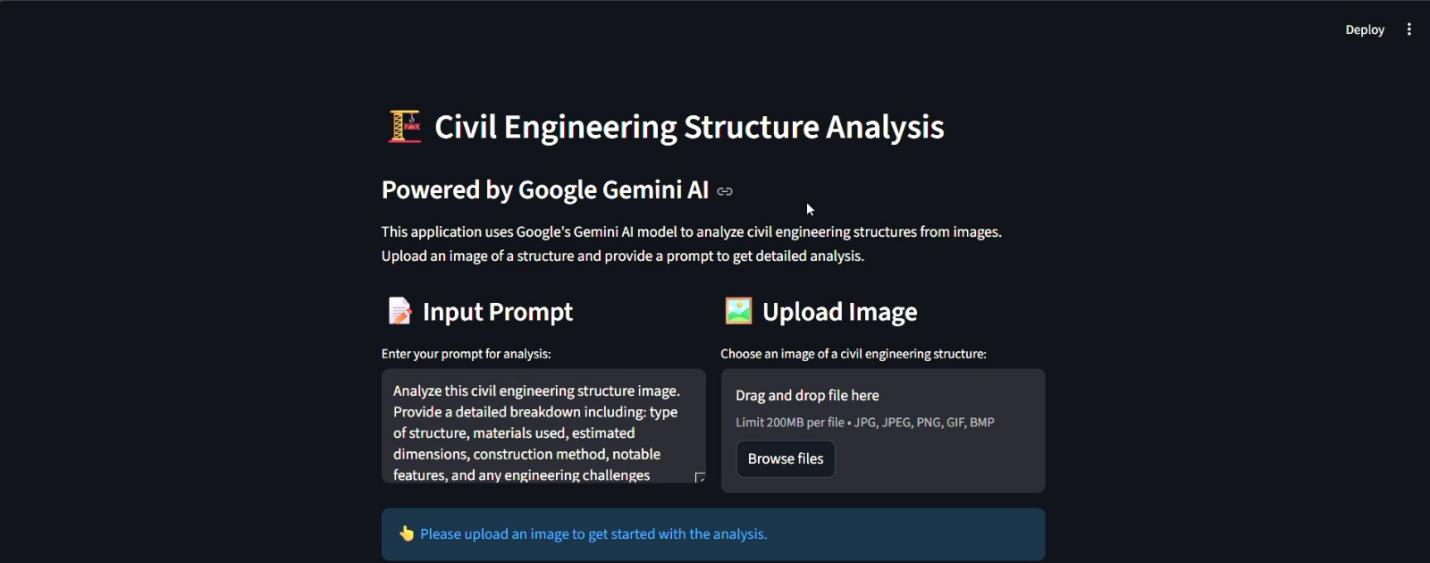 Deploy
Civil Engineering Structure Analysis
Powered by Google Gemini AI
This application uses Google's Gemini AI model to analyze civil engineering structures from images.
Upload an image of a structure and provide a prompt to get detailed analysis.
Input Prompt
Enter your prompt for analysis:
Analyze this civil engineering structure image.
Provide a detailed breakdown including: type
of structure, materials used, estimated
dimensions, construction method, notable
features, and any engineering challenges
Upload Image
Choose an image of a civil engineering structure:
Drag and drop file here
Limit 200MB per file • JPG, JPEG, PNG, GIF, BMP
Browse files
Please upload an image to get started with the analysis.